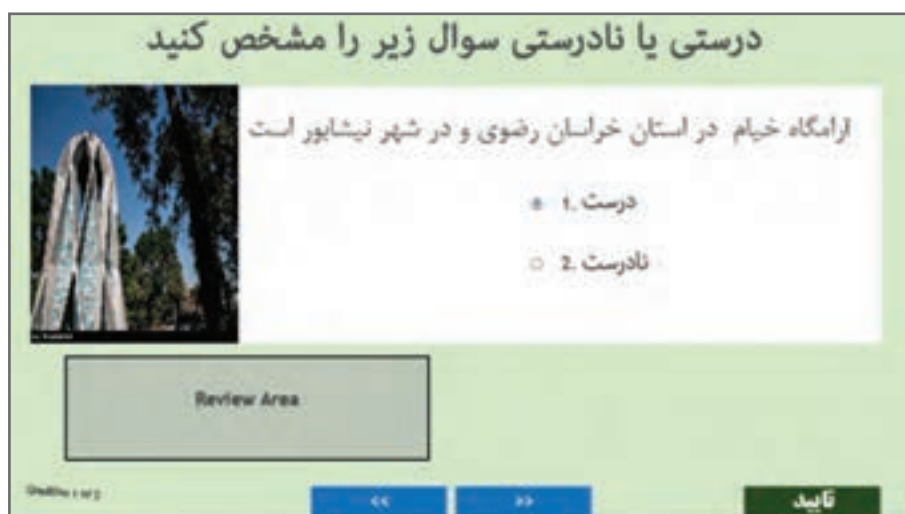 درستی یا نادرستی سوال زیر را مشخص کنید
ارامگاه خیام در استان خراسان رضوی و در شهر نیشابور است
درست .1
نادرست .2
Review Area
<<
>>
تایید